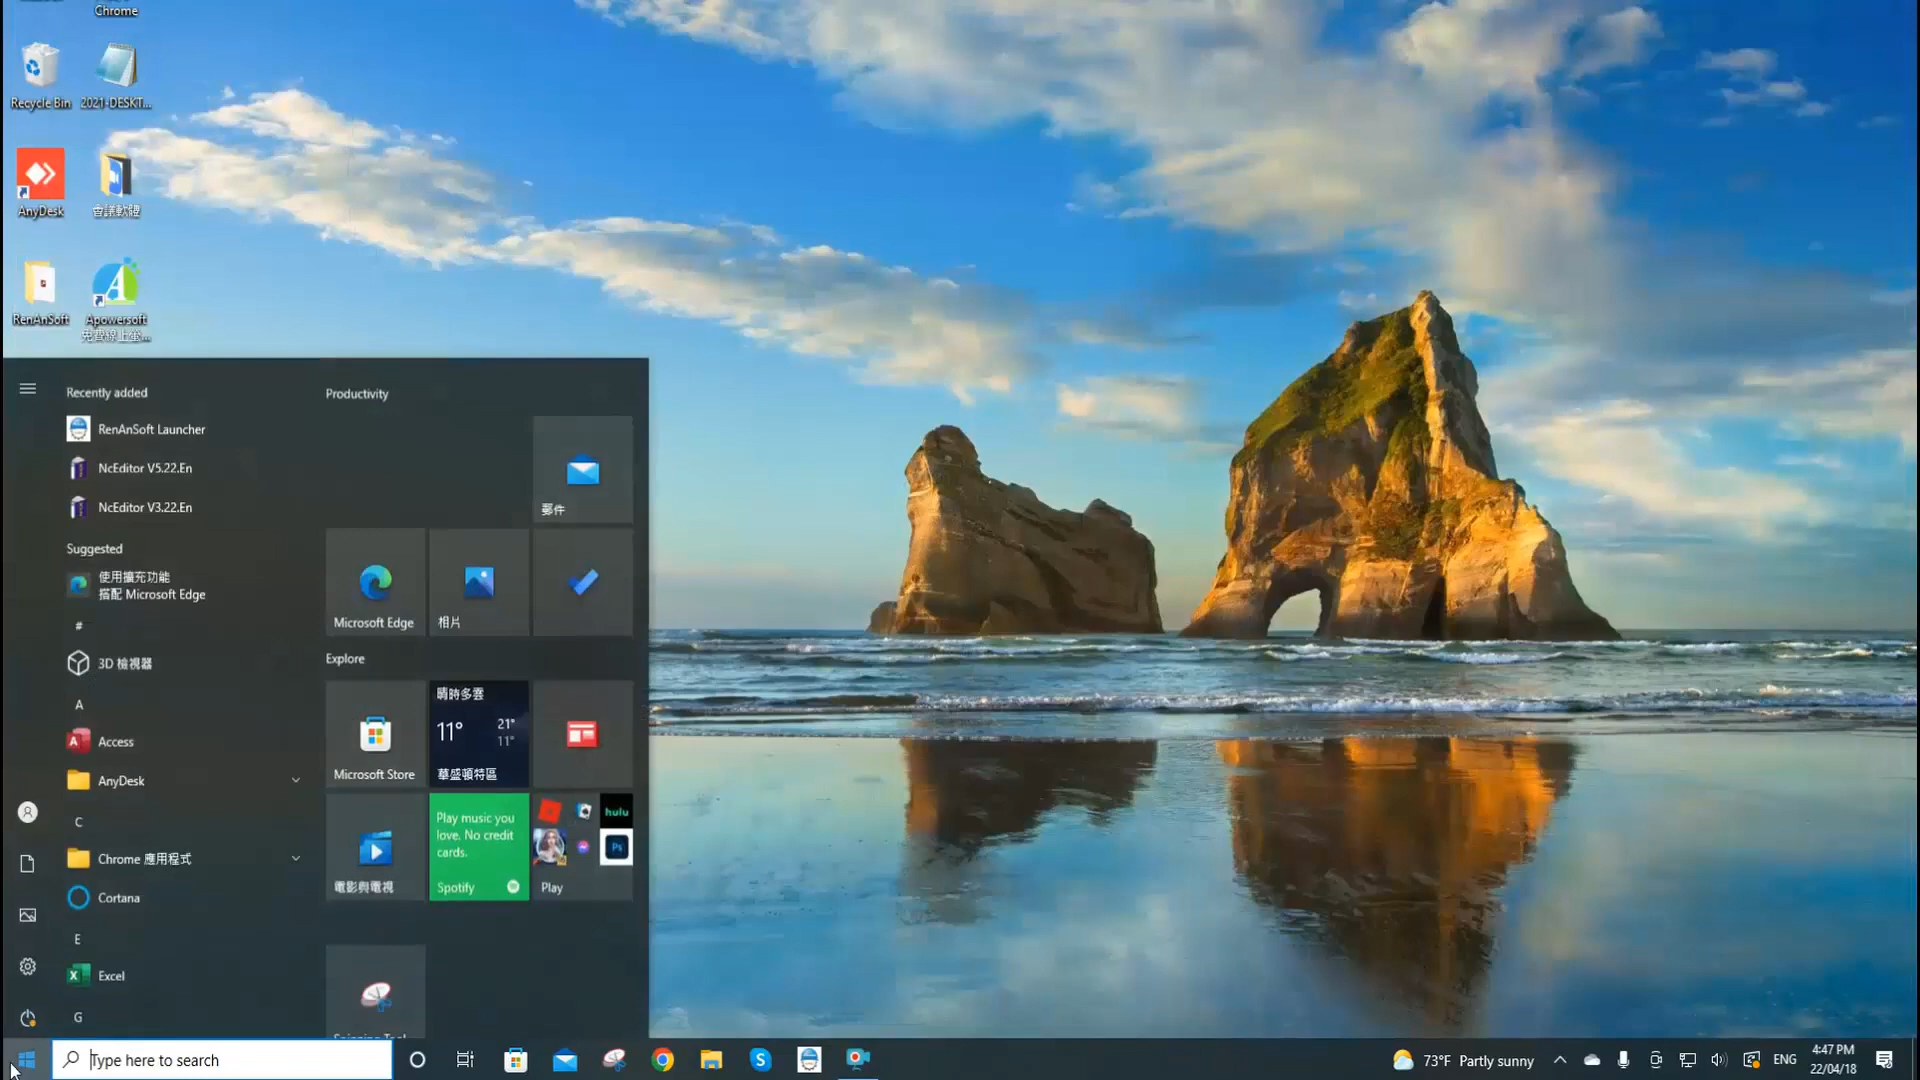 Chrome
Recycle Bin
2021-DESKT...
AnyDesk
會議軟體
RenAnSoft
Apowersoft
免費線上螢...
Recently added
RenAnSoft Launcher
NcEditor V5.22.En
NcEditor V3.22.En
Suggested
使用擴充功能
搭配 Microsoft Edge
#
3D 檢視器
A
Access
AnyDesk
C
Chrome 應用程式
Cortana
E
Excel
G
Productivity
郵件
Microsoft Edge
相片
Explore
Microsoft Store
晴時多雲
11°
21°
11°
華盛頓特區
電影與電視
Play music you
love. No credit
cards.
Spotify
hulu
Ps
Play
Type here to search
73°F Partly sunny
ENG
4:47 PM
22/04/18